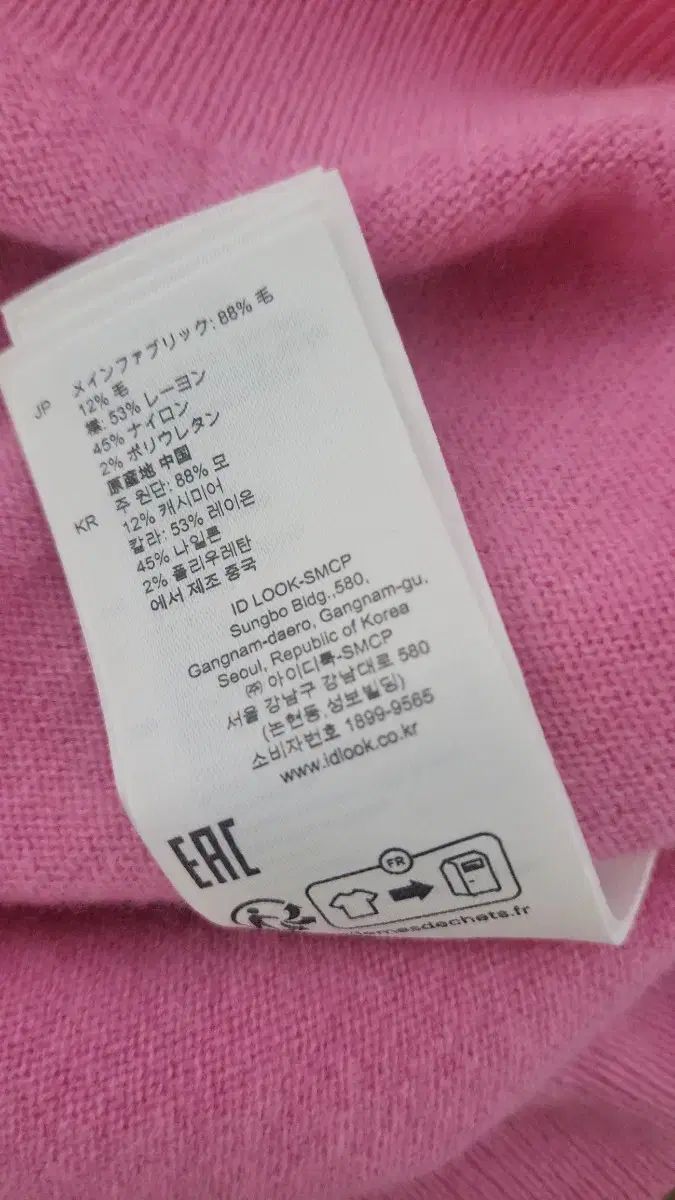 JP
メインファブリック: 88% 毛
12% 毛
襟: 53% レーヨン
45% ナイロン
2% ポリウレタン
原産地 中国
KR
주 원단: 88% 모
12% 캐시미어
칼라: 53% 레이온
45% 나일론
2% 폴리우레탄
에서 제조 중국
ID LOOK-SMCP
Sungbo Bldg.,580,
Gangnam-daero, Gangnam-gu,
Seoul, Republic of Korea
㈜ 아이디룩-SMCP
서울 강남구 강남대로 580
(논현동,성보빌딩)
소비자번호 1899-9565
www.idlook.co.kr
EAC
FR